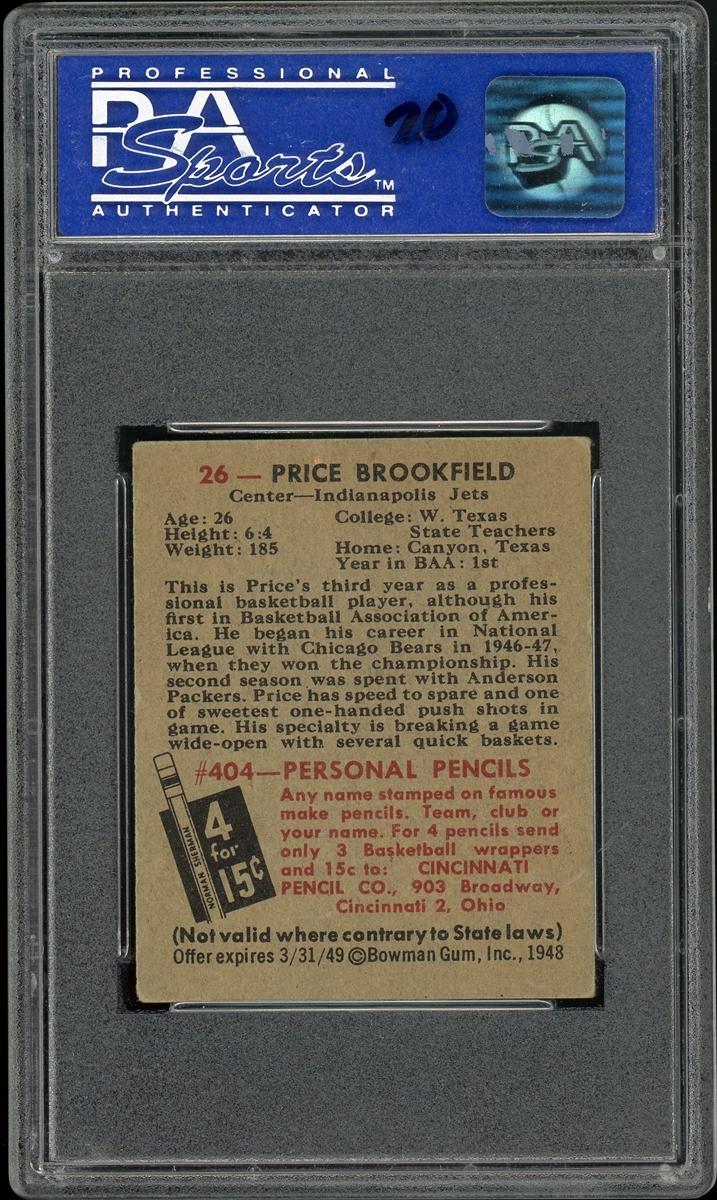 PROFESSIONAL
PSA
Sports™
AUTHENTICATOR
20
PSA
26 — PRICE BROOKFIELD
Center—Indianapolis Jets
Age: 26 College: W. Texas
Height: 6:4 State Teachers
Weight: 185 Home: Canyon, Texas
Year in BAA: 1st
This is Price's third year as a profes-
sional basketball player, although his
first in Basketball Association of Amer-
ica. He began his career in National
League with Chicago Bears in 1946-47,
when they won the championship. His
second season was spent with Anderson
Packers. Price has speed to spare and one
of sweetest one-handed push shots in
game. His specialty is breaking a game
wide-open with several quick baskets.
#404—PERSONAL PENCILS
NORMAN SHERMAN
4
for
15¢
Any name stamped on famous
make pencils. Team, club or
your name. For 4 pencils send
only 3 Basketball wrappers
and 15c to: CINCINNATI
PENCIL CO., 903 Broadway,
Cincinnati 2, Ohio
(Not valid where contrary to State laws)
Offer expires 3/31/49 ©Bowman Gum, Inc., 1948